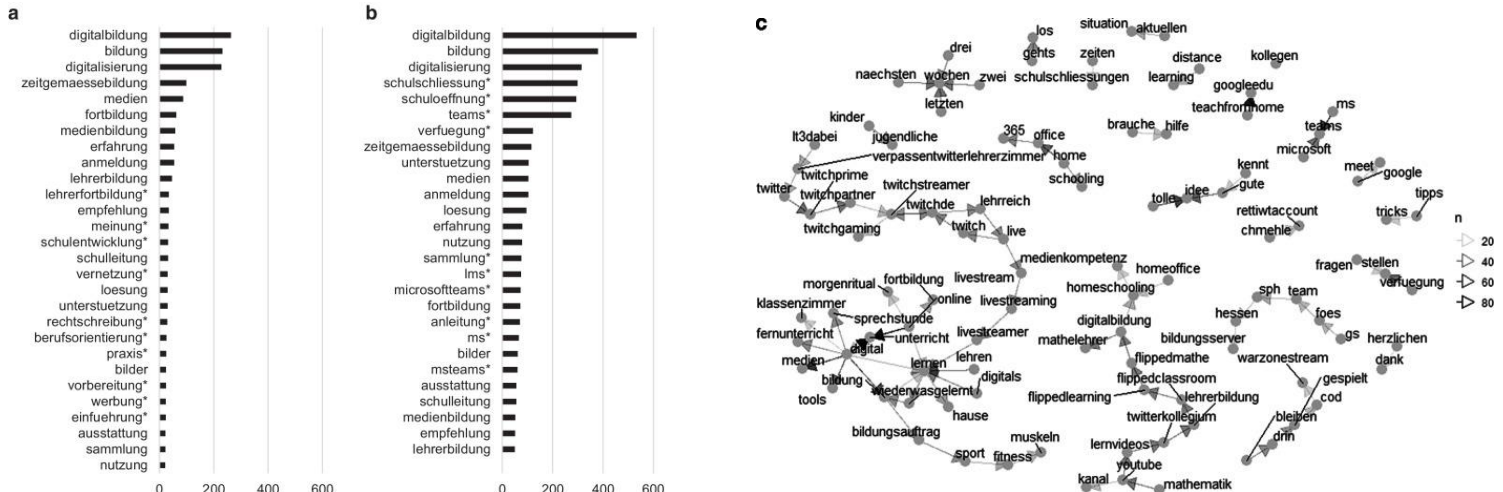 a
digitalbildung
bildung
digitalisierung
zeitgemaessebildung
medien
fortbildung
medienbildung
erfahrung
anmeldung
lehrerbildung
lehrerfortbildung*
empfehlung
meinung*
schulentwicklung*
schulleitung
vernetzung*
loesung
unterstuetzung
rechtschreibung*
berufsorientierung*
praxis*
bilder
vorbereitung*
werbung*
einfuehrung*
ausstattung
sammlung
nutzung
0 200 400 600
b
digitalbildung
bildung
digitalisierung
schulschliessung*
schuloeffnung*
teams*
verfuegung*
zeitgemaessebildung
unterstuetzung
medien
anmeldung
loesung
erfahrung
nutzung
sammlung*
lms*
microsoftteams*
fortbildung
anleitung*
ms*
bilder
msteams*
ausstattung
schulleitung
medienbildung
empfehlung
lehrerbildung
0 200 400 600
c
situation aktuellen
los
gehts
drei
naechsten wochen zwei
letzten
zeiten
schulschliessungen
distance
learning
kollegen
googleedu
teachfromhome
ms
teams
microsoft
brauche hilfe
kinder
jugendliche
365 office
home
schooling
lt3dabei
verpassentwitterlehrerzimmer
twitchprime
twitter twitchpartner
twitchstreamer
twitchde
twitchgaming
twitch
lehrreich
live
kennt
gute
idee
tolle
meet google
tipps
tricks
rettiwtaccount
chmehle
n
20
40
60
80
fragen stellen
verfuegung
medienkompetenz
homeoffice
homeschooling
digitalbildung
mathelehrer
flippedmathe
flippedclassroom
flippedlearning
lehrerbildung
twitterkollegium
lernvideos
youtube
kanal
mathematik
livestream
livestreaming
livestreamer
morgenritual
fortbildung
online
klassenzimmer
sprechstunde
fernunterricht
unterricht
digital
medien
lernen
lehren
bildung
wiederwasgelernt
digitals
tools
hause
bildungsauftrag
sport
fitness
muskeln
sph team
hessen
foes
bildungsserver
gs
herzlichen
dank
warzonestream
gespielt
cod
bleiben
drin